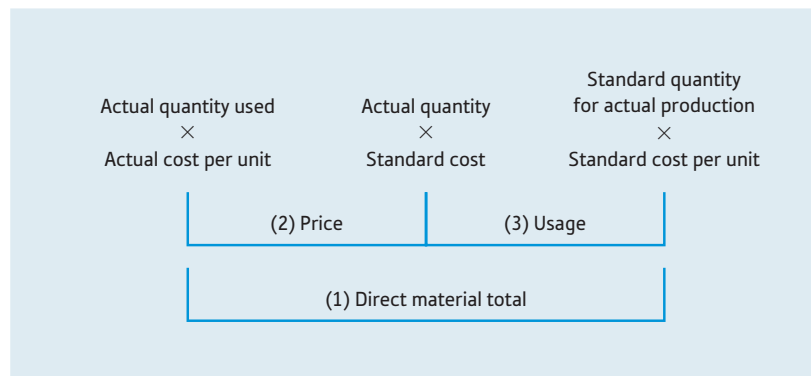 Actual quantity used
×
Actual cost per unit
Actual quantity
×
Standard cost
Standard quantity
for actual production
×
Standard cost per unit
(2) Price
(3) Usage
(1) Direct material total